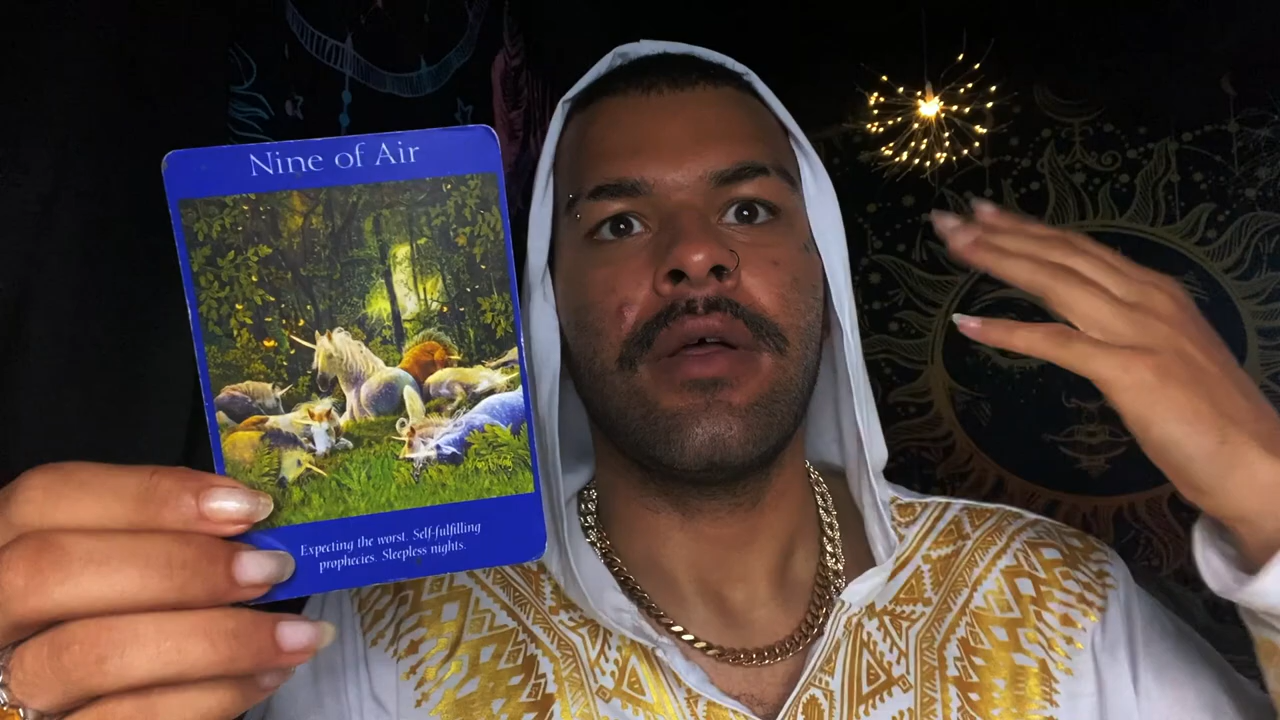 Nine of Air
Expecting the worst. Self-fulfilling
prophecies. Sleepless nights.